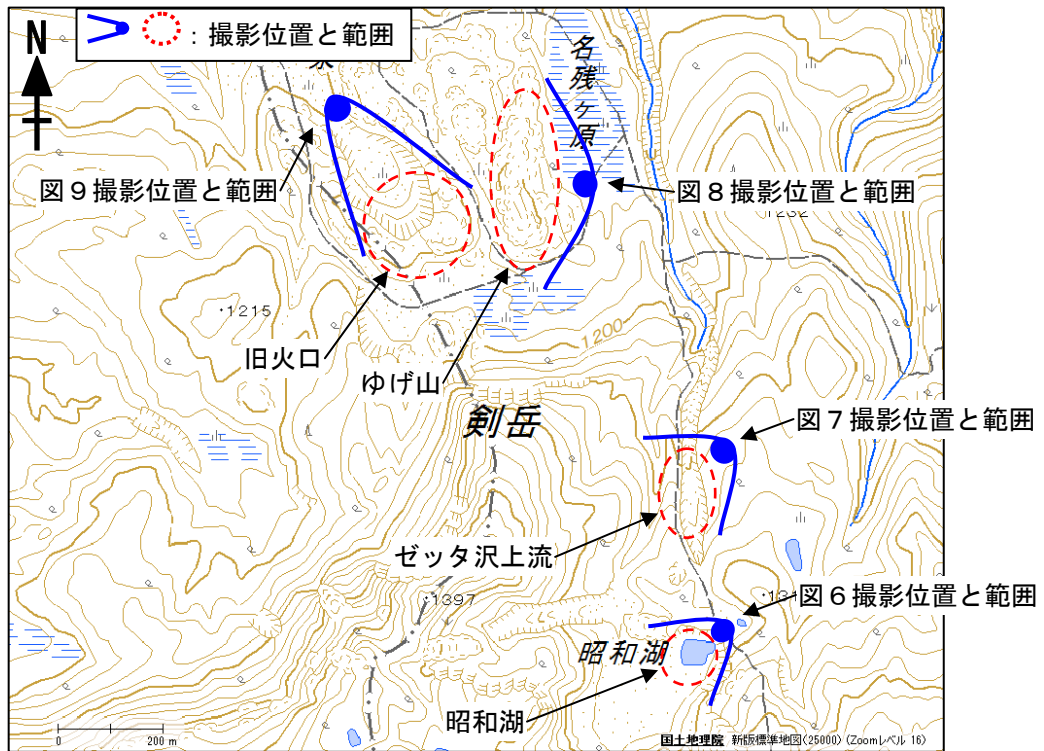 N
：撮影位置と範囲
泉
名残ヶ原
図９撮影位置と範囲
図８撮影位置と範囲
1232
・1215
旧火口
ゆげ山
1200
剣岳
図７撮影位置と範囲
ゼッタ沢上流
・1397
・131
図６撮影位置と範囲
昭和湖
昭和湖
0 200 m
国土地理院 新版標準地図(25000) (Zoomレベル 16)